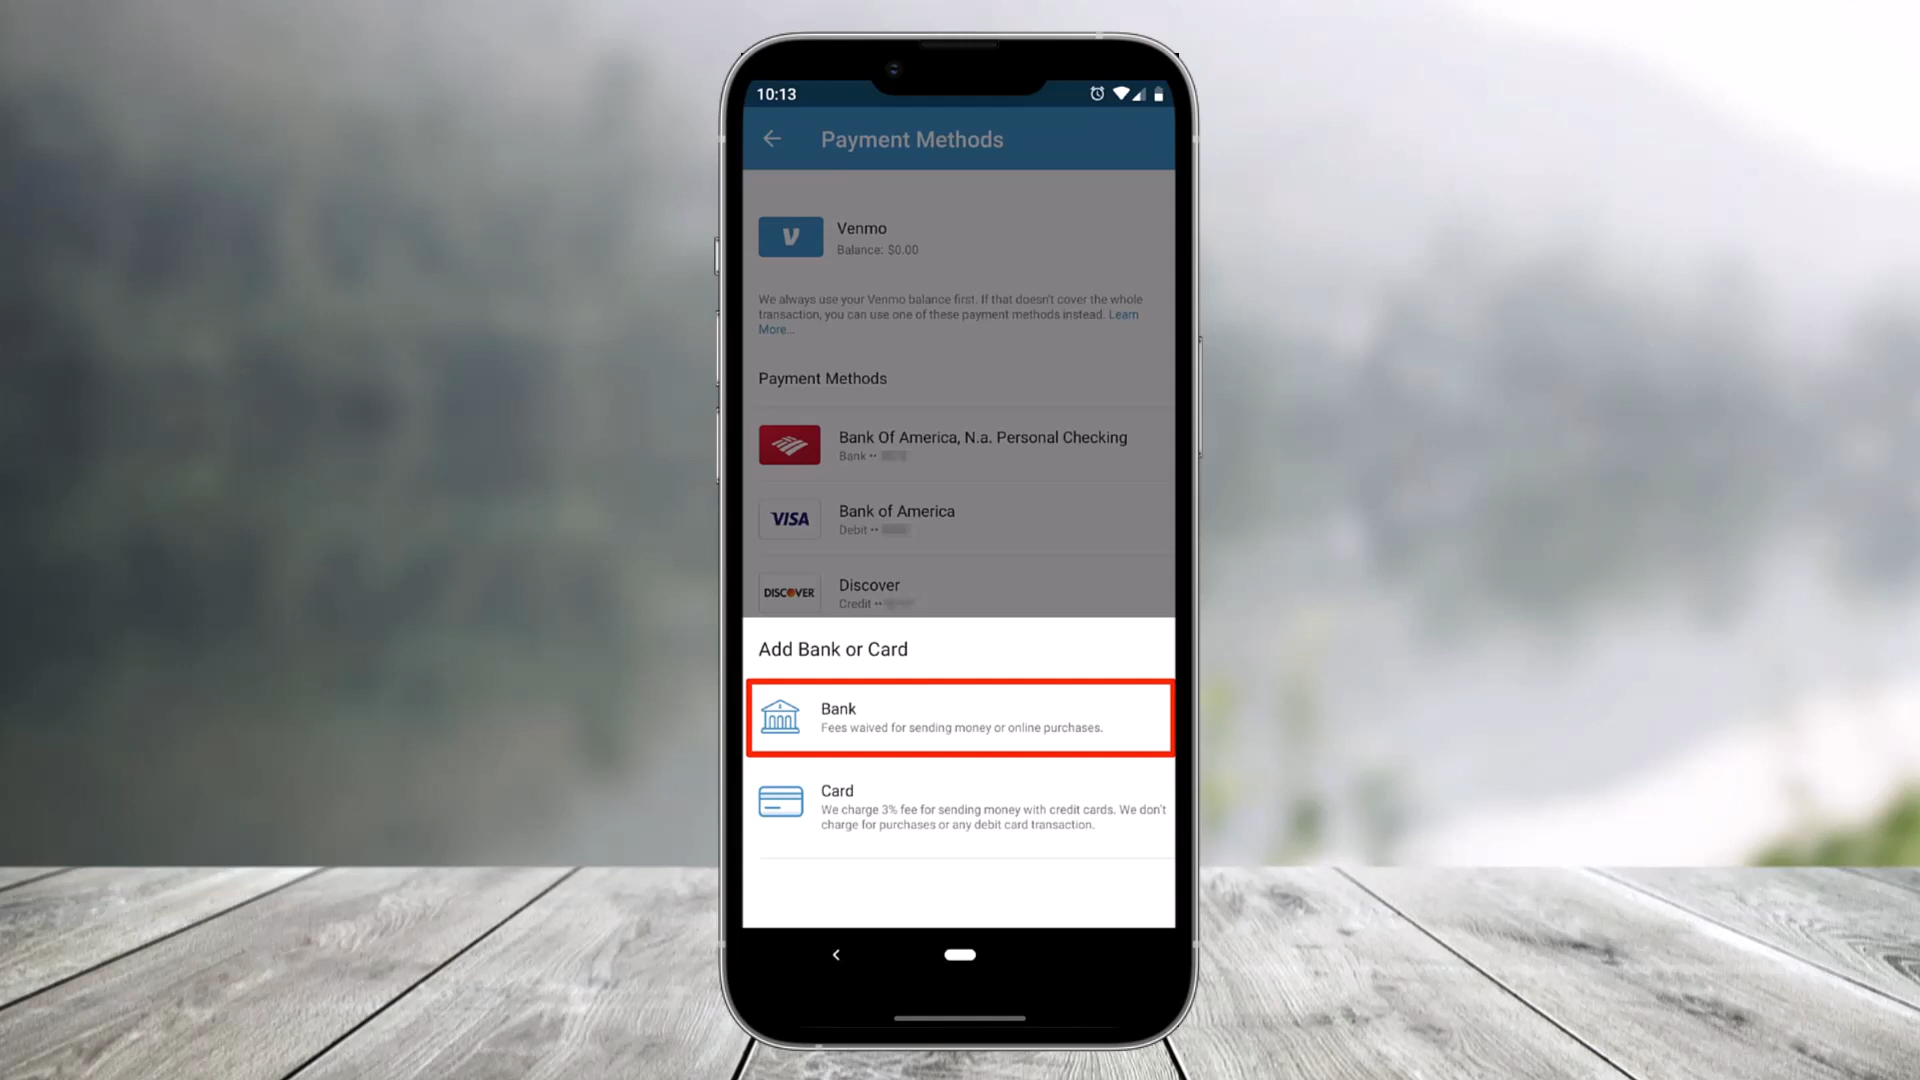 10:13
Payment Methods
Venmo
Balance: $0.00
We always use your Venmo balance first. If that doesn't cover the whole
transaction, you can use one of these payment methods instead. Learn
More...
Payment Methods
Bank Of America, N.a. Personal Checking
Bank ••
VISA
Bank of America
Debit ••
DISCOVER
Discover
Credit ••
Add Bank or Card
Bank
Fees waived for sending money or online purchases.
Card
We charge 3% fee for sending money with credit cards. We don't
charge for purchases or any debit card transaction.